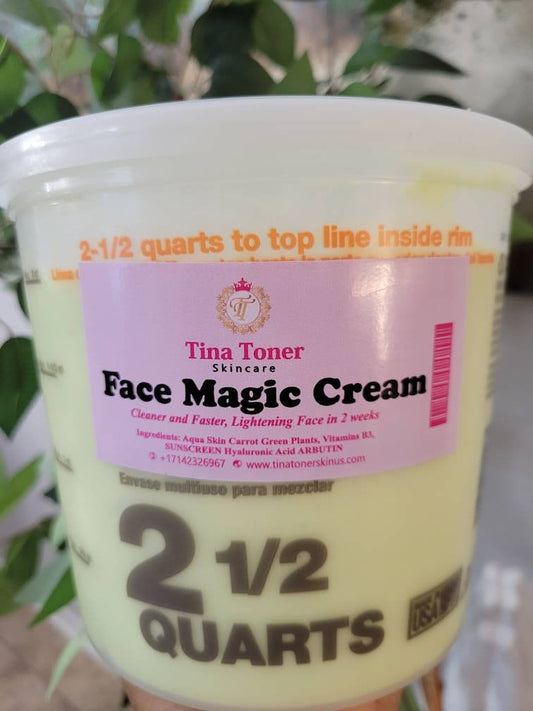 2-1/2 quarts to top line inside rim
TT
Tina Toner
Skincare
Face Magic Cream
Cleaner and Faster, Lightening Face in 2 weeks
Ingredients: Aqua Skin Carrot Green Plants, Vitamins B3,
SUNSCREEN Hyaluronic Acid ARBUTIN
+17142326967 www.tinatonerskinus.com
Envase multiuso para mezclar
2 1/2
QUARTS
USA